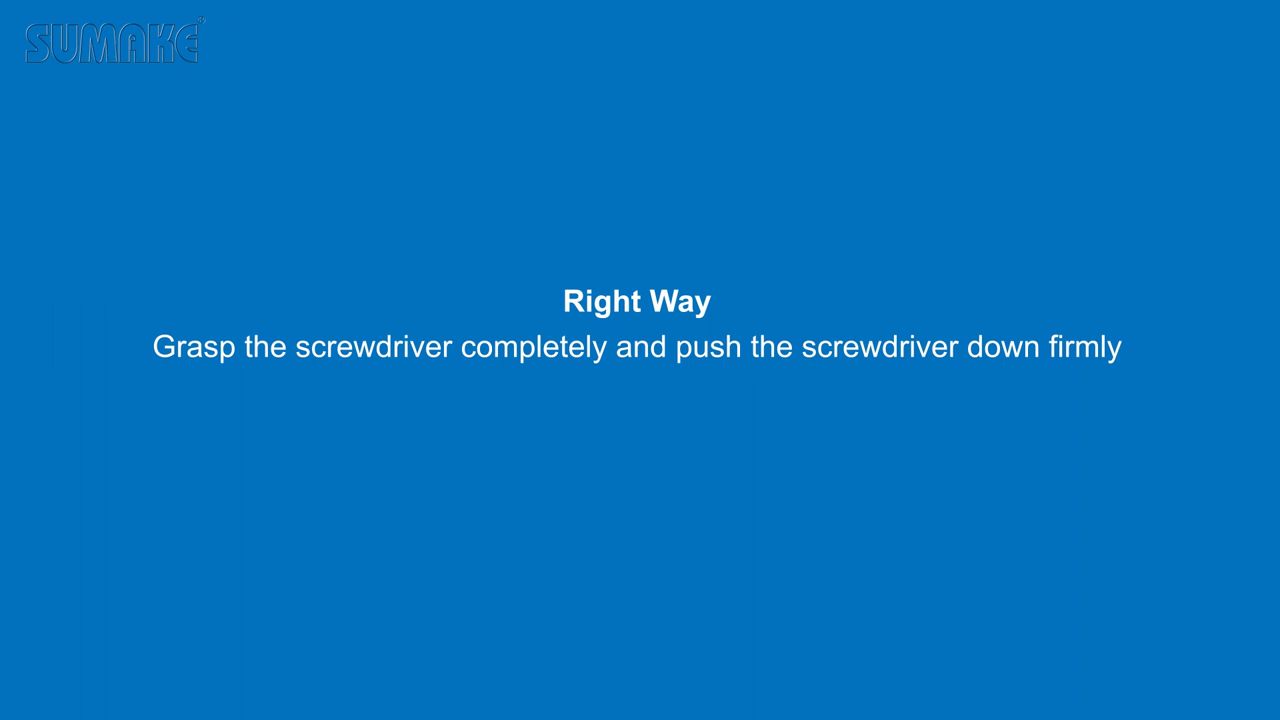 SUMAKE
Right Way
Grasp the screwdriver completely and push the screwdriver down firmly